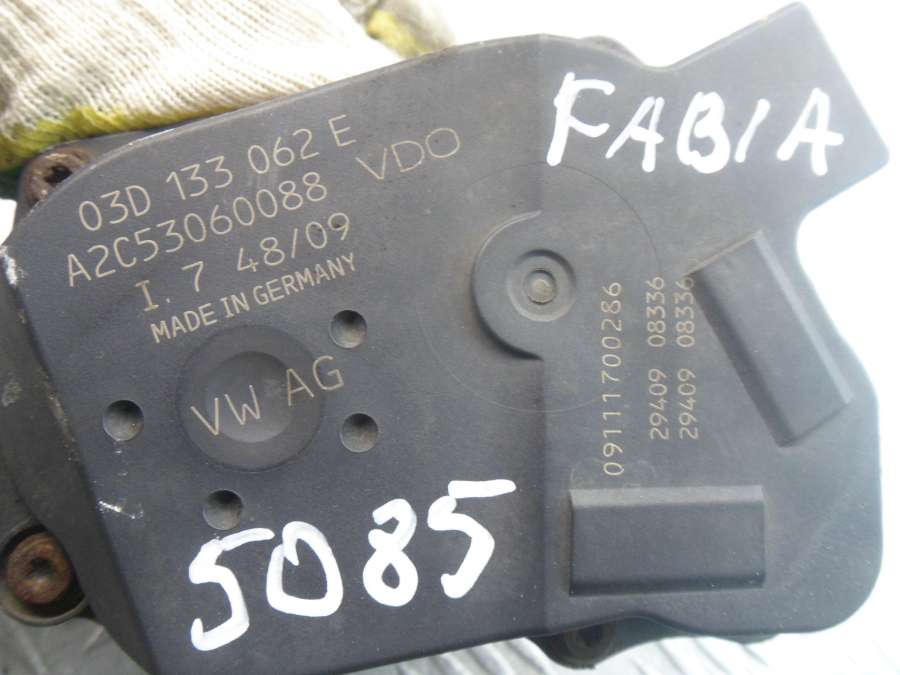 FABIA
03D 133 062 E
A2C53060088 VDO
I. 7 48/09
MADE IN GERMANY
VW AG
09111700286
29409 08336
29409 08336
5085